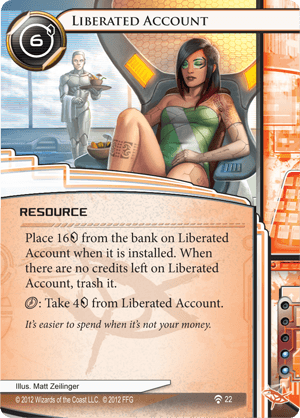 Liberated Account
6
Resource
Place 16 from the bank on Liberated
Account when it is installed. When
there are no credits left on Liberated
Account, trash it.
: Take 4 from Liberated Account.
It's easier to spend when it's not your money.
Illus. Matt Zeilinger
© 2012 Wizards of the Coast LLC. © 2012 FFG
22